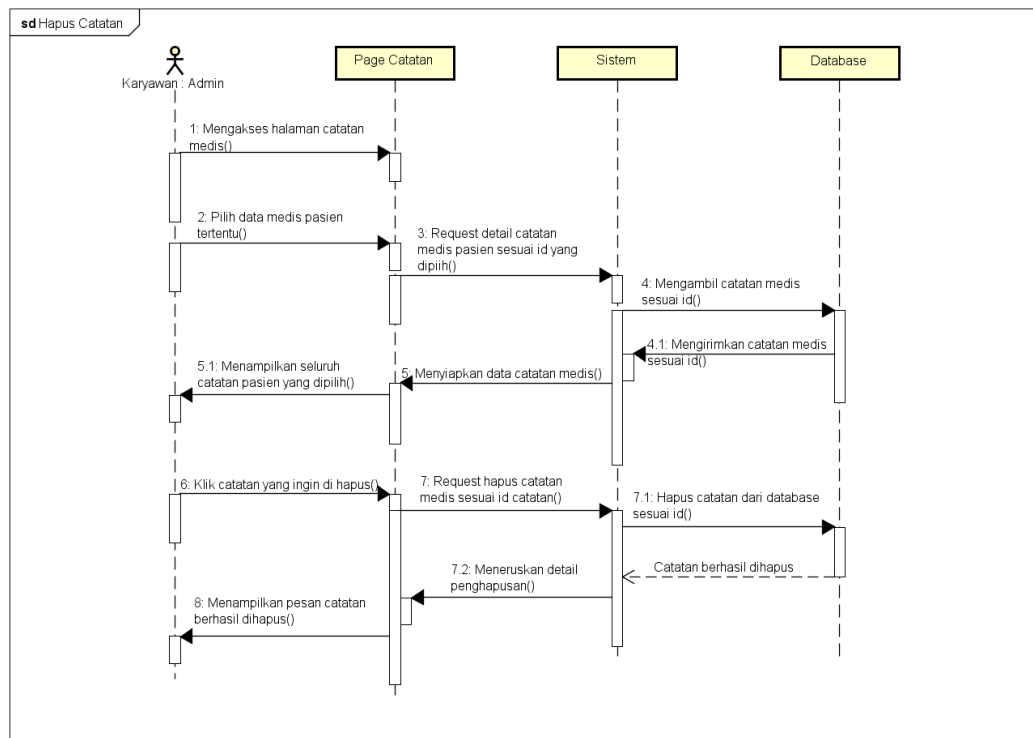 sd Hapus Catatan
Karyawan : Admin
Page Catatan
Sistem
Database
1: Mengakses halaman catatan
medis()
2: Pilih data medis pasien
tertentu()
3: Request detail catatan
medis pasien sesuai id yang
dipiih()
4: Mengambil catatan medis
sesuai id()
4.1: Mengirimkan catatan medis
sesuai id()
5: Menyiapkan data catatan medis()
5.1: Menampilkan seluruh
catatan pasien yang dipilih()
6: Klik catatan yang ingin di hapus()
7: Request hapus catatan
medis sesuai id catatan()
7.1: Hapus catatan dari database
sesuai id()
Catatan berhasil dihapus
7.2: Meneruskan detail
penghapusan()
8: Menampilkan pesan catatan
berhasil dihapus()